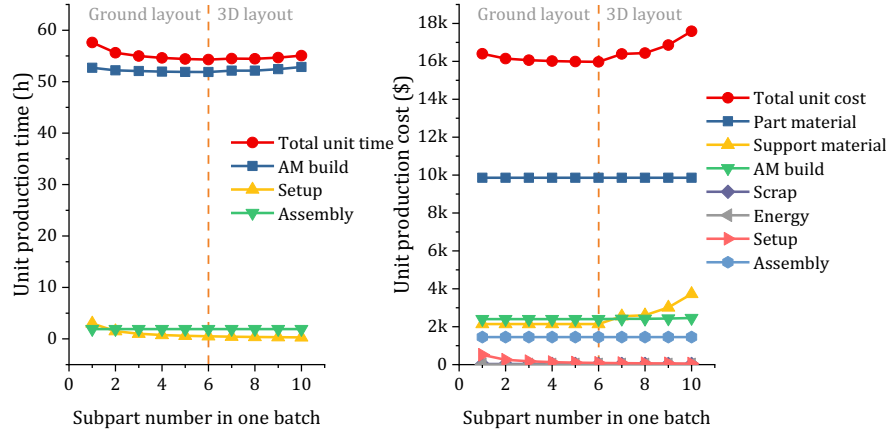 Ground layout
3D layout
60
50
40
30
20
10
0
0
2
4
6
8
10
Unit production time (h)
Subpart number in one batch
Total unit time
AM build
Setup
Assembly
Ground layout
3D layout
18k
16k
14k
12k
10k
8k
6k
4k
2k
0
0
2
4
6
8
10
Unit production cost ($)
Subpart number in one batch
Total unit cost
Part material
Support material
AM build
Scrap
Energy
Setup
Assembly